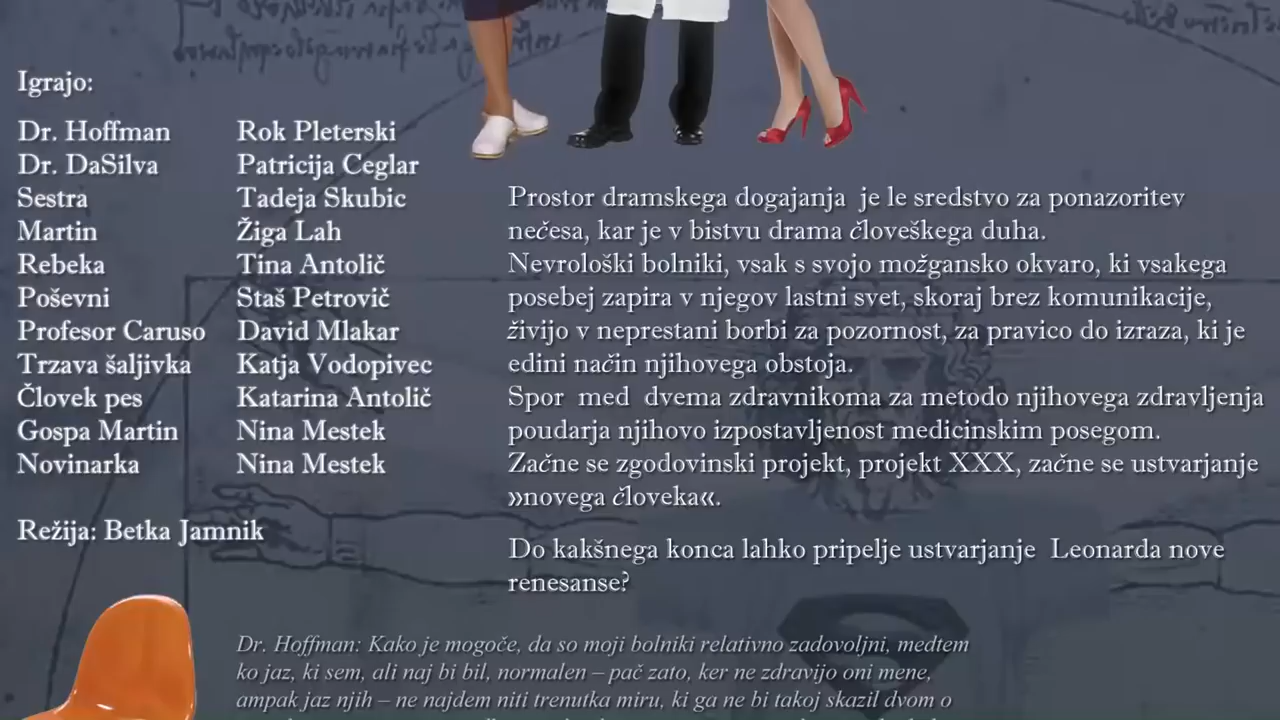 Igrajo:
Dr. Hoffman Rok Pleterski
Dr. DaSilva Patricija Ceglar
Sestra Tadeja Skubic
Martin Žiga Lah
Rebeka Tina Antolič
Poševni Staš Petrovič
Profesor Caruso David Mlakar
Trzava šaljivka Katja Vodopivec
Človek pes Katarina Antolič
Gospa Martin Nina Mestek
Novinarka Nina Mestek
Režija: Betka Jamnik
Prostor dramskega dogajanja je le sredstvo za ponazoritev
nečesa, kar je v bistvu drama človeškega duha.
Nevrološki bolniki, vsak s svojo možgansko okvaro, ki vsakega
posebej zapira v njegov lastni svet, skoraj brez komunikacije,
živijo v neprestani borbi za pozornost, za pravico do izraza, ki je
edini način njihovega obstoja.
Spor med dvema zdravnikoma za metodo njihovega zdravljenja
poudarja njihovo izpostavljenost medicinskim posegom.
Začne se zgodovinski projekt, projekt XXX, začne se ustvarjanje
»novega človeka«.
Do kakšnega konca lahko pripelje ustvarjanje Leonarda nove
renesanse?
Dr. Hoffman: Kako je mogoče, da so moji bolniki relativno zadovoljni, medtem
ko jaz, ki sem, ali naj bi bil, normalen – pač zato, ker ne zdravijo oni mene,
ampak jaz njih – ne najdem niti trenutka miru, ki ga ne bi takoj skazil dvom o